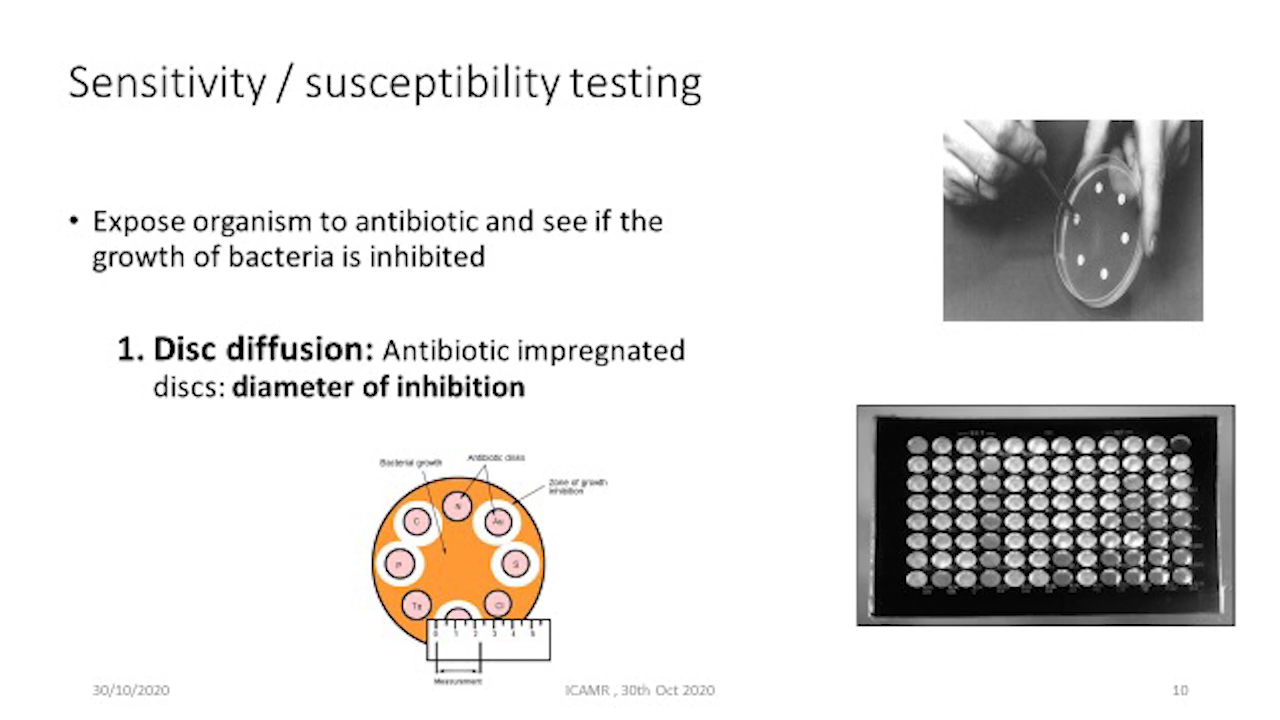 Sensitivity / susceptibility testing
• Expose organism to antibiotic and see if the
growth of bacteria is inhibited
1. Disc diffusion: Antibiotic impregnated
discs: diameter of inhibition
Bacterial growth
Antibiotic disks
Zone of growth
inhibition
N
C
Au
P
S
Te
Cl
0 1 2 3 4 5
Measurement
30/10/2020
ICAMR , 30th Oct 2020
10